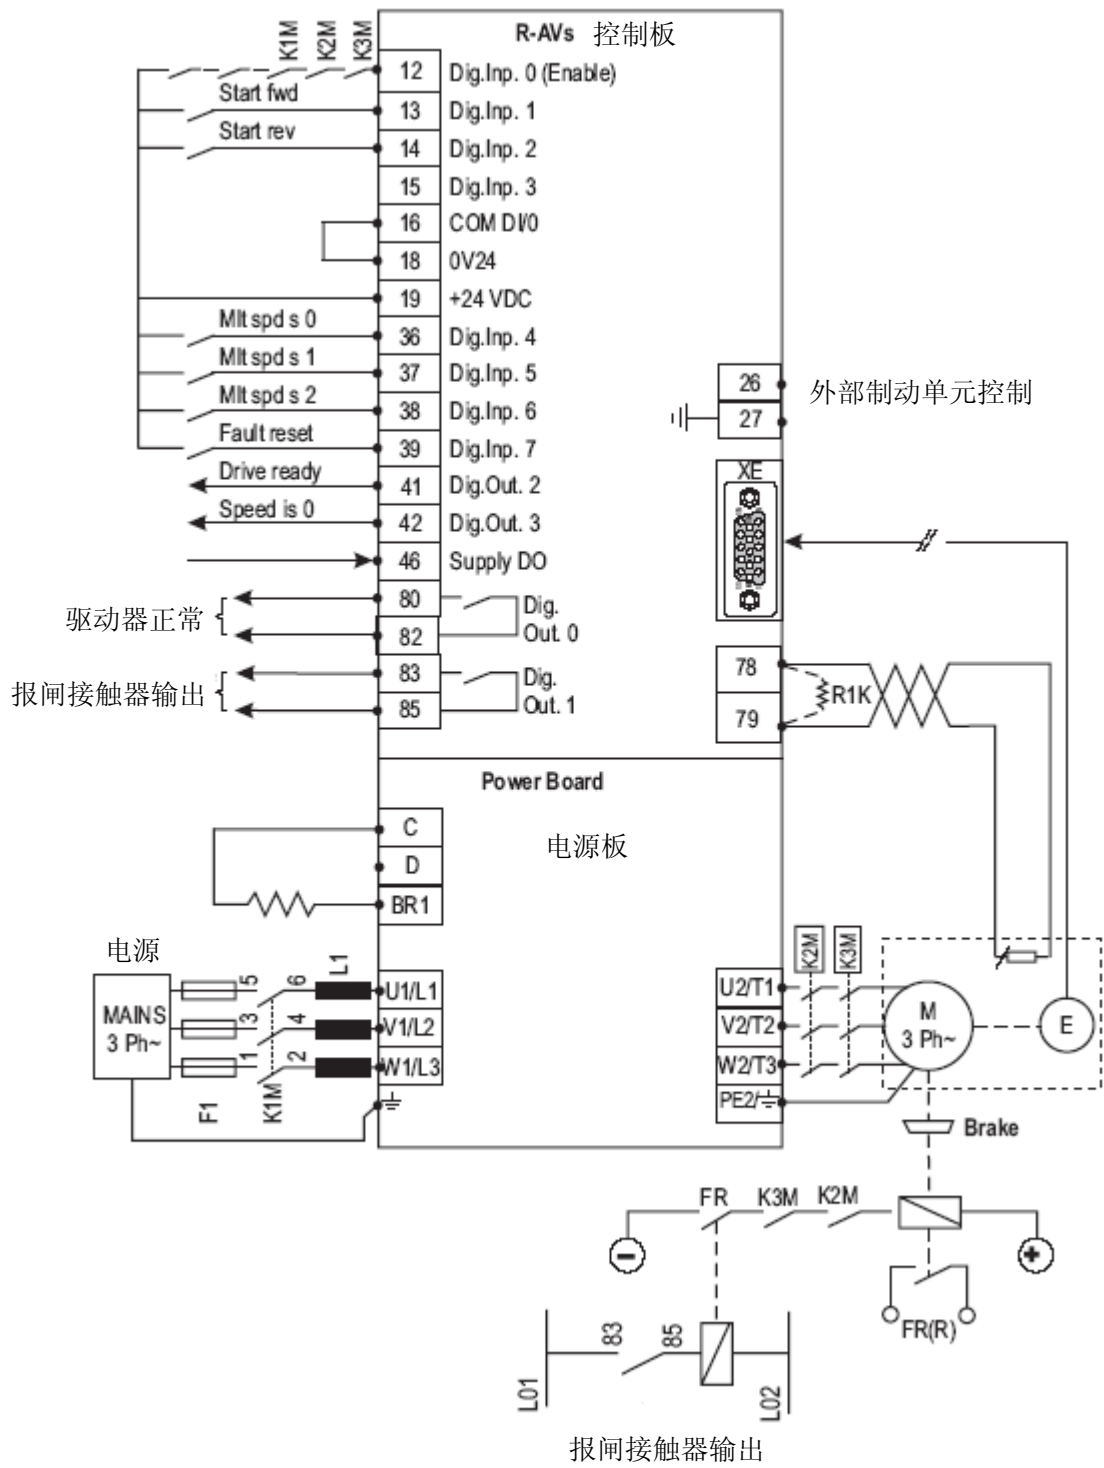 R-AVs 控制板
K1M
K2M
K3M
12 Dig.Inp. 0 (Enable)
Start fwd
13 Dig.Inp. 1
Start rev
14 Dig.Inp. 2
15 Dig.Inp. 3
16 COM DI/0
18 0V24
19 +24 VDC
Mlt spd s 0
36 Dig.Inp. 4
Mlt spd s 1
37 Dig.Inp. 5
Mlt spd s 2
38 Dig.Inp. 6
Fault reset
39 Dig.Inp. 7
Drive ready
41 Dig.Out. 2
Speed is 0
42 Dig.Out. 3
46 Supply DO
驱动器正常
80
82
Dig.
Out. 0
报闸接触器输出
83
85
Dig.
Out. 1
26
27
外部制动单元控制
XE
78
79
R1K
Power Board
电源板
C
D
BR1
电源
MAINS
3 Ph~
5
6
3
4
1
2
L1
F1
K1M
U1/L1
V1/L2
W1/L3
U2/T1
V2/T2
W2/T3
PE2/
K2M
K3M
M
3 Ph~
E
Brake
FR
K3M
K2M
−
+
FR(R)
83
85
L01
L02
报闸接触器输出